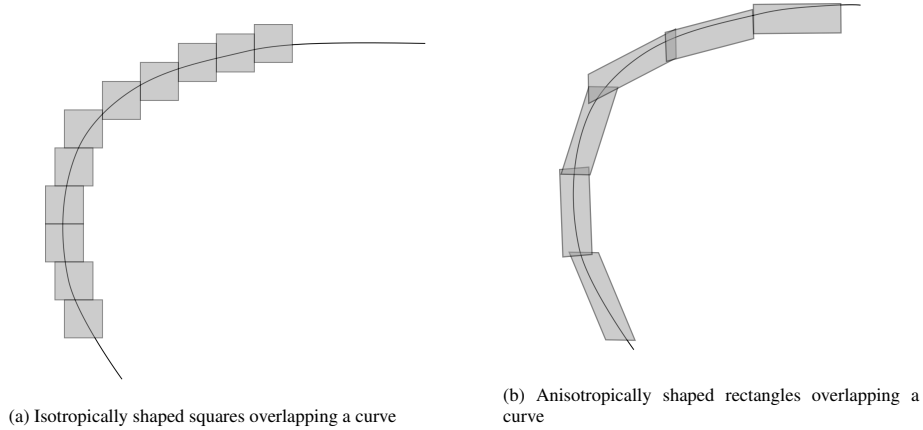 (a) Isotropically shaped squares overlapping a curve
(b) Anisotropically shaped rectangles overlapping a
curve